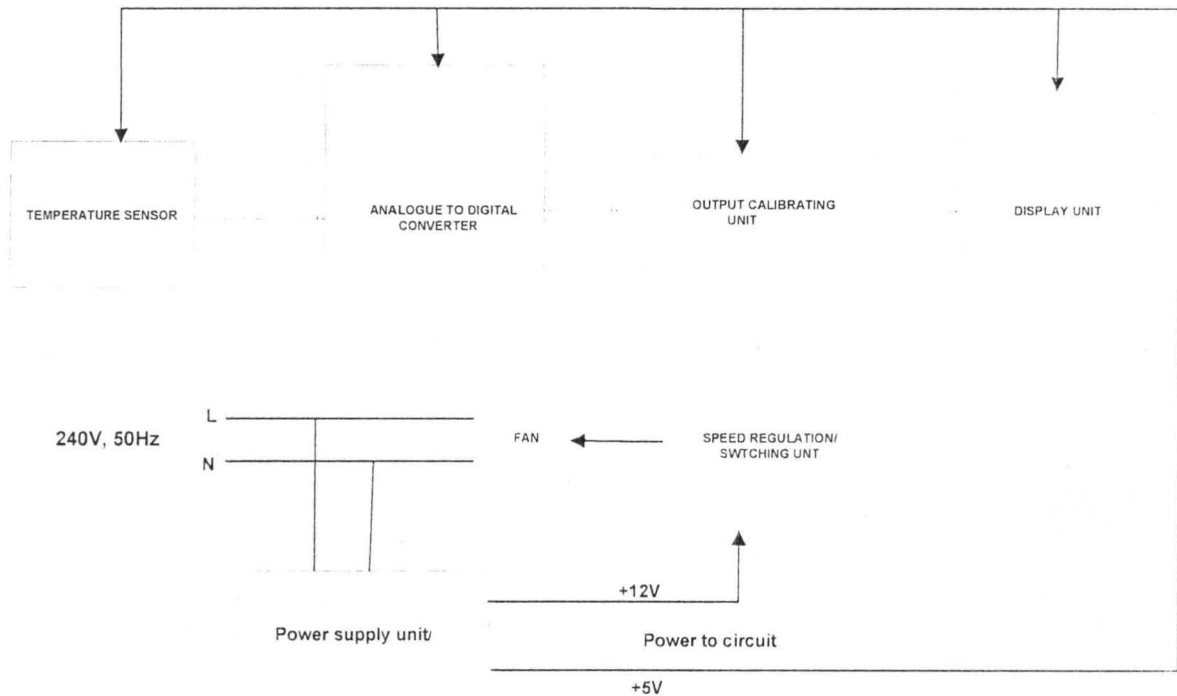 TEMPERATURE SENSOR
ANALOGUE TO DIGITAL
CONVERTER
OUTPUT CALIBRATING
UNIT
DISPLAY UNIT
240V, 50Hz
L
N
FAN
SPEED REGULATION/
SWTCHING UNIT
+12V
Power supply unit/
Power to circuit
+5V